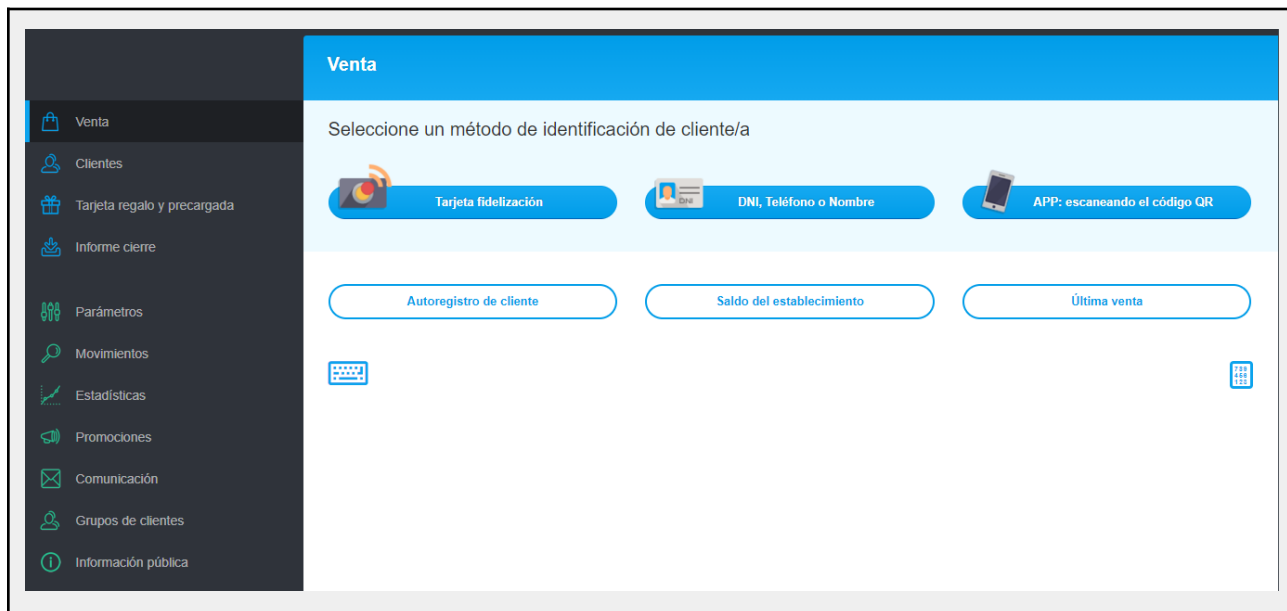 Venta
Venta
Seleccione un método de identificación de cliente/a
Clientes
Tarjeta regalo y precargada
Tarjeta fidelización
DNI
DNI, Teléfono o Nombre
APP: escaneando el código QR
Informe cierre
Autoregistro de cliente
Saldo del establecimiento
Última venta
Parámetros
Movimientos
Estadísticas
Promociones
Comunicación
Grupos de clientes
Información pública